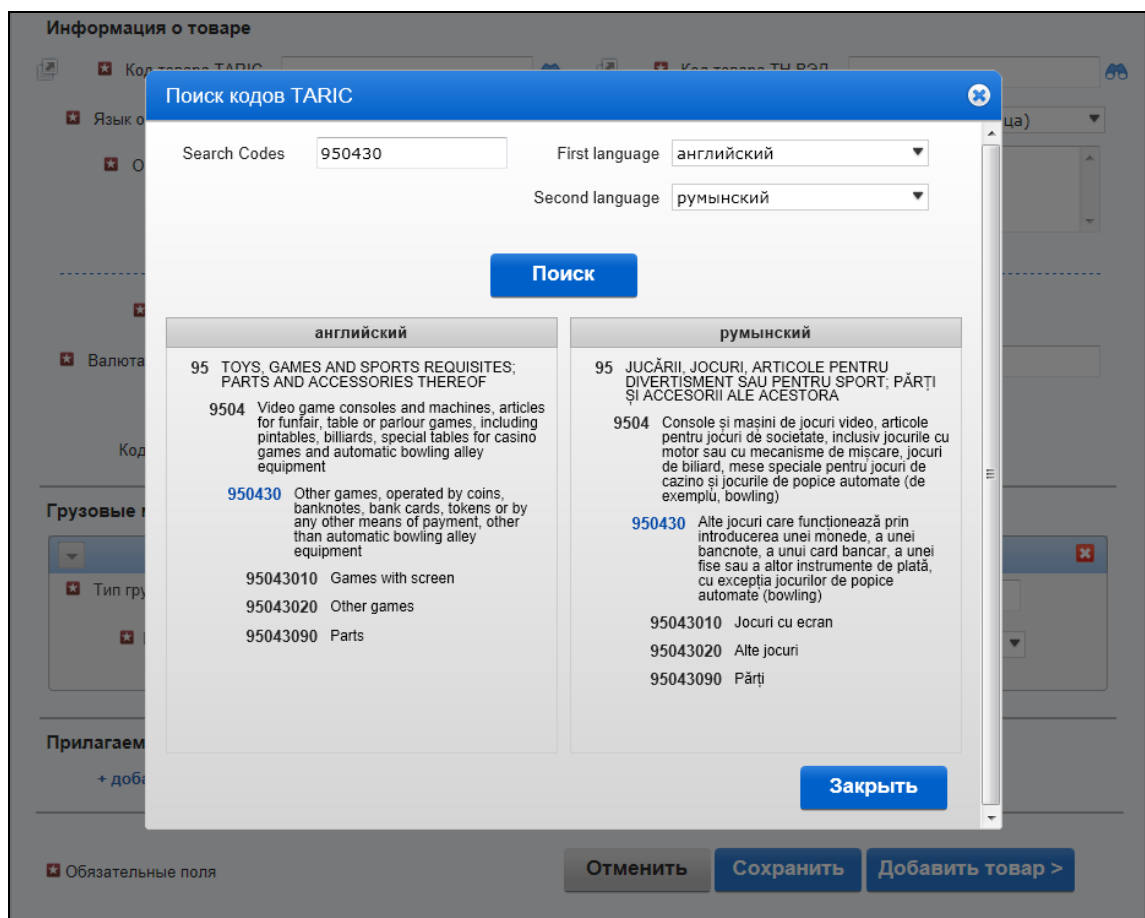 Информация о товаре
Код товара TARIC
Код товара ТН ВЭД
Поиск кодов TARIC
Язык о
ца)
Search Codes 950430 First language английский
О
Second language румынский
Поиск
английский
румынский
Валюта
95 TOYS, GAMES AND SPORTS REQUISITES;
PARTS AND ACCESSORIES THEREOF
9504 Video game consoles and machines, articles
for funfair, table or parlour games, including
pintables, billiards, special tables for casino
games and automatic bowling alley
equipment
950430 Other games, operated by coins,
banknotes, bank cards, tokens or by
any other means of payment, other
than automatic bowling alley
equipment
95043010 Games with screen
95043020 Other games
95043090 Parts
95 JUCĂRII, JOCURI, ARTICOLE PENTRU
DIVERTISMENT SAU PENTRU SPORT; PĂRȚI
ȘI ACCESORII ALE ACESTORA
9504 Console și mașini de jocuri video, articole
pentru jocuri de societate, inclusiv jocurile cu
motor sau cu mecanisme de mișcare, jocuri
de biliard, mese speciale pentru jocuri de
cazino și jocurile de popice automate (de
exemplu, bowling)
950430 Alte jocuri care funcționează prin
introducerea unei monede, a unei
bancnote, a unui card bancar, a unei
fise sau a altor instrumente de plată,
cu excepția jocurilor de popice
automate (bowling)
95043010 Jocuri cu ecran
95043020 Alte jocuri
95043090 Părți
Код
Грузовые
Тип гру
Прилагаем
+ доба
Закрыть
Обязательные поля
Отменить
Сохранить
Добавить товар >